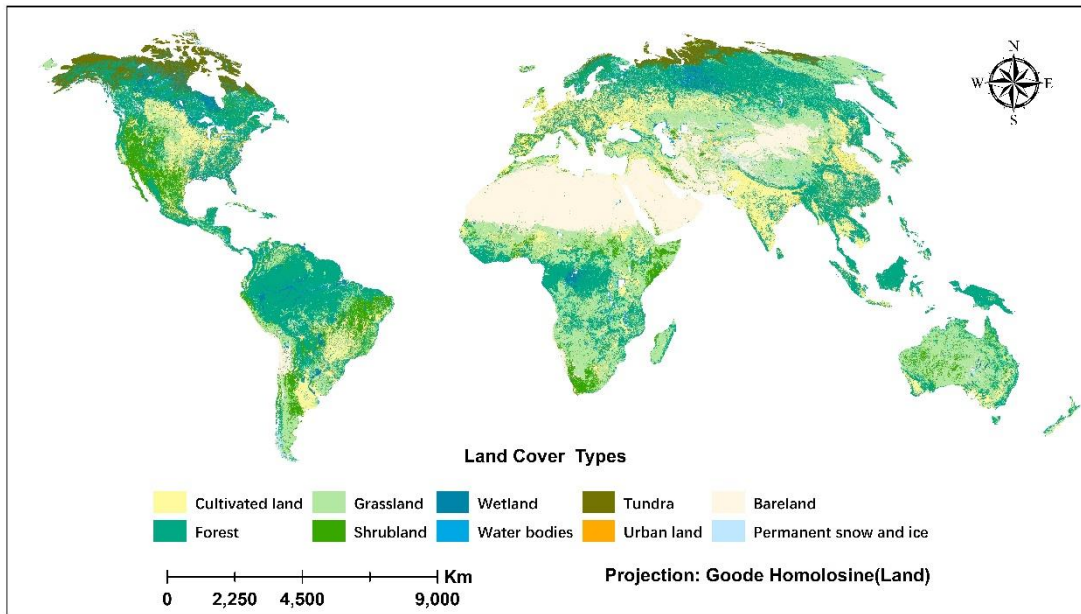 N
W E
S
Land Cover Types
Cultivated land Grassland Wetland Tundra Bareland
Forest Shrubland Water bodies Urban land Permanent snow and ice
Km
0 2,250 4,500 9,000
Projection: Goode Homolosine(Land)